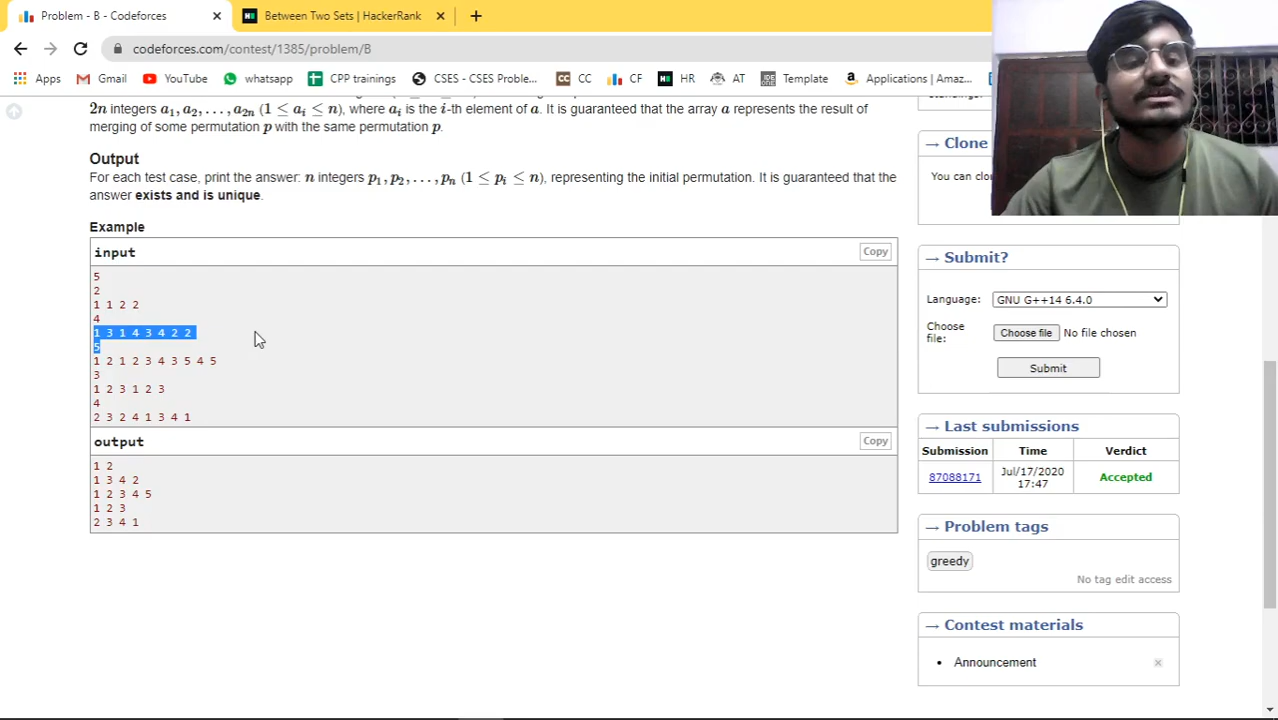 Problem - B - Codeforces
Between Two Sets | HackerRank
codeforces.com/contest/1385/problem/B
Apps Gmail YouTube whatsapp CPP trainings CSES - CSES Proble... CC CF HR AT Template Applications | Amaz...
2n integers a1, a2, ..., a2n (1 ≤ ai ≤ n), where ai is the i-th element of a. It is guaranteed that the array a represents the result of
merging of some permutation p with the same permutation p.
Output
For each test case, print the answer: n integers p1, p2, ..., pn (1 ≤ pi ≤ n), representing the initial permutation. It is guaranteed that the
answer exists and is unique.
Example
input
Copy
5
2
1 1 2 2
4
1 3 1 4 3 4 2 2
5
1 2 1 2 3 4 3 5 4 5
3
1 2 3 1 2 3
4
2 3 2 4 1 3 4 1
output
Copy
1 2
1 3 4 2
1 2 3 4 5
1 2 3
2 3 4 1
→ Clone
You can clo
→ Submit?
Language: GNU G++14 6.4.0
Choose file: Choose file No file chosen
Submit
→ Last submissions
Submission Time Verdict
87088171 Jul/17/2020 17:47 Accepted
→ Problem tags
greedy
No tag edit access
→ Contest materials
Announcement